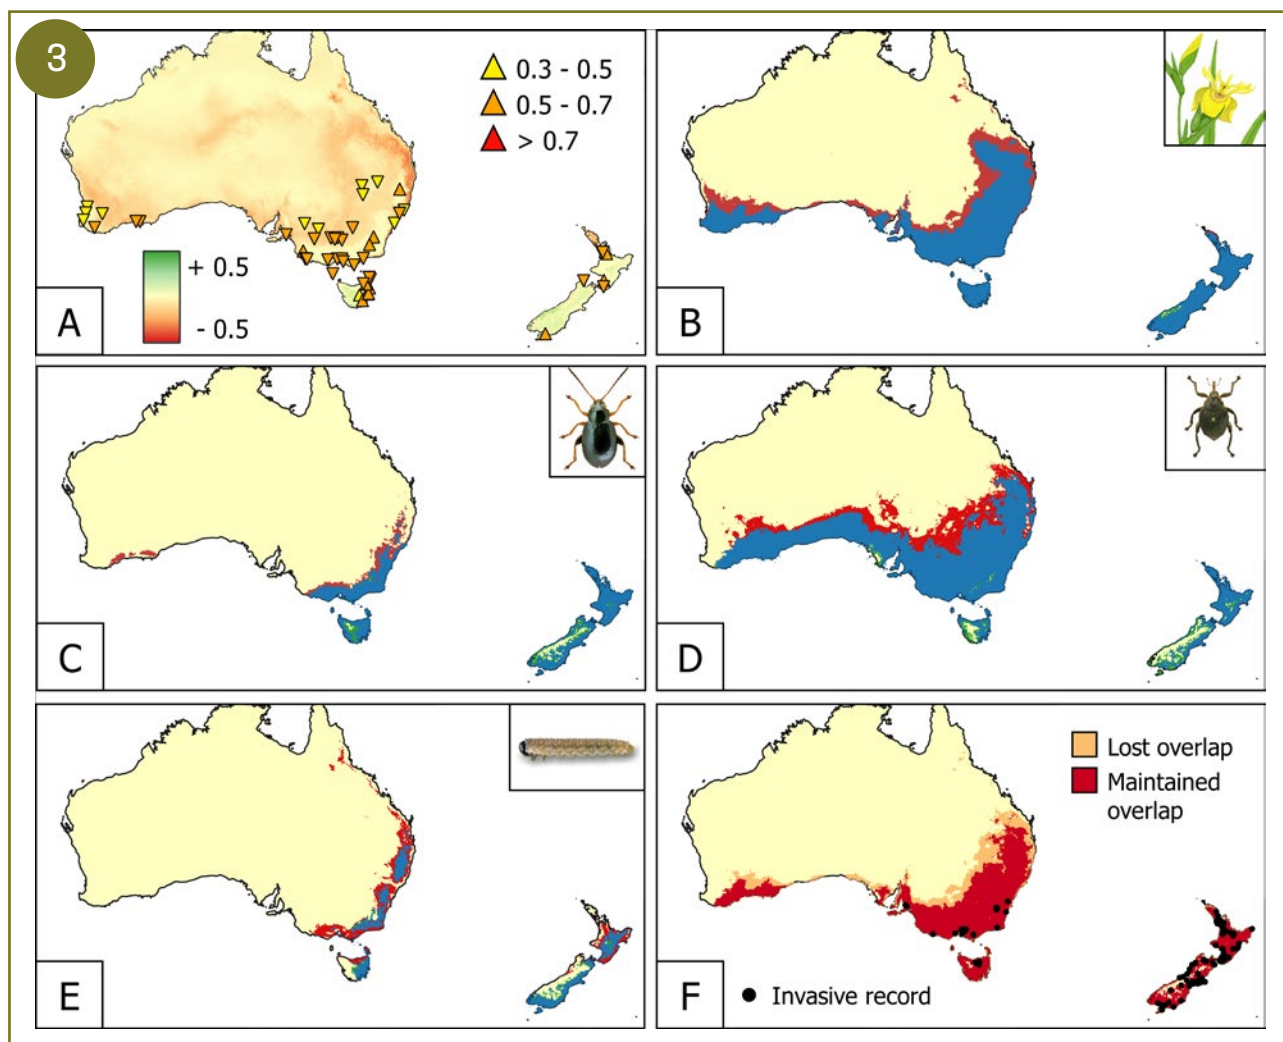 3
0.3 - 0.5
0.5 - 0.7
> 0.7
+ 0.5
- 0.5
A
B
C
D
E
Lost overlap
Maintained
overlap
F
Invasive record